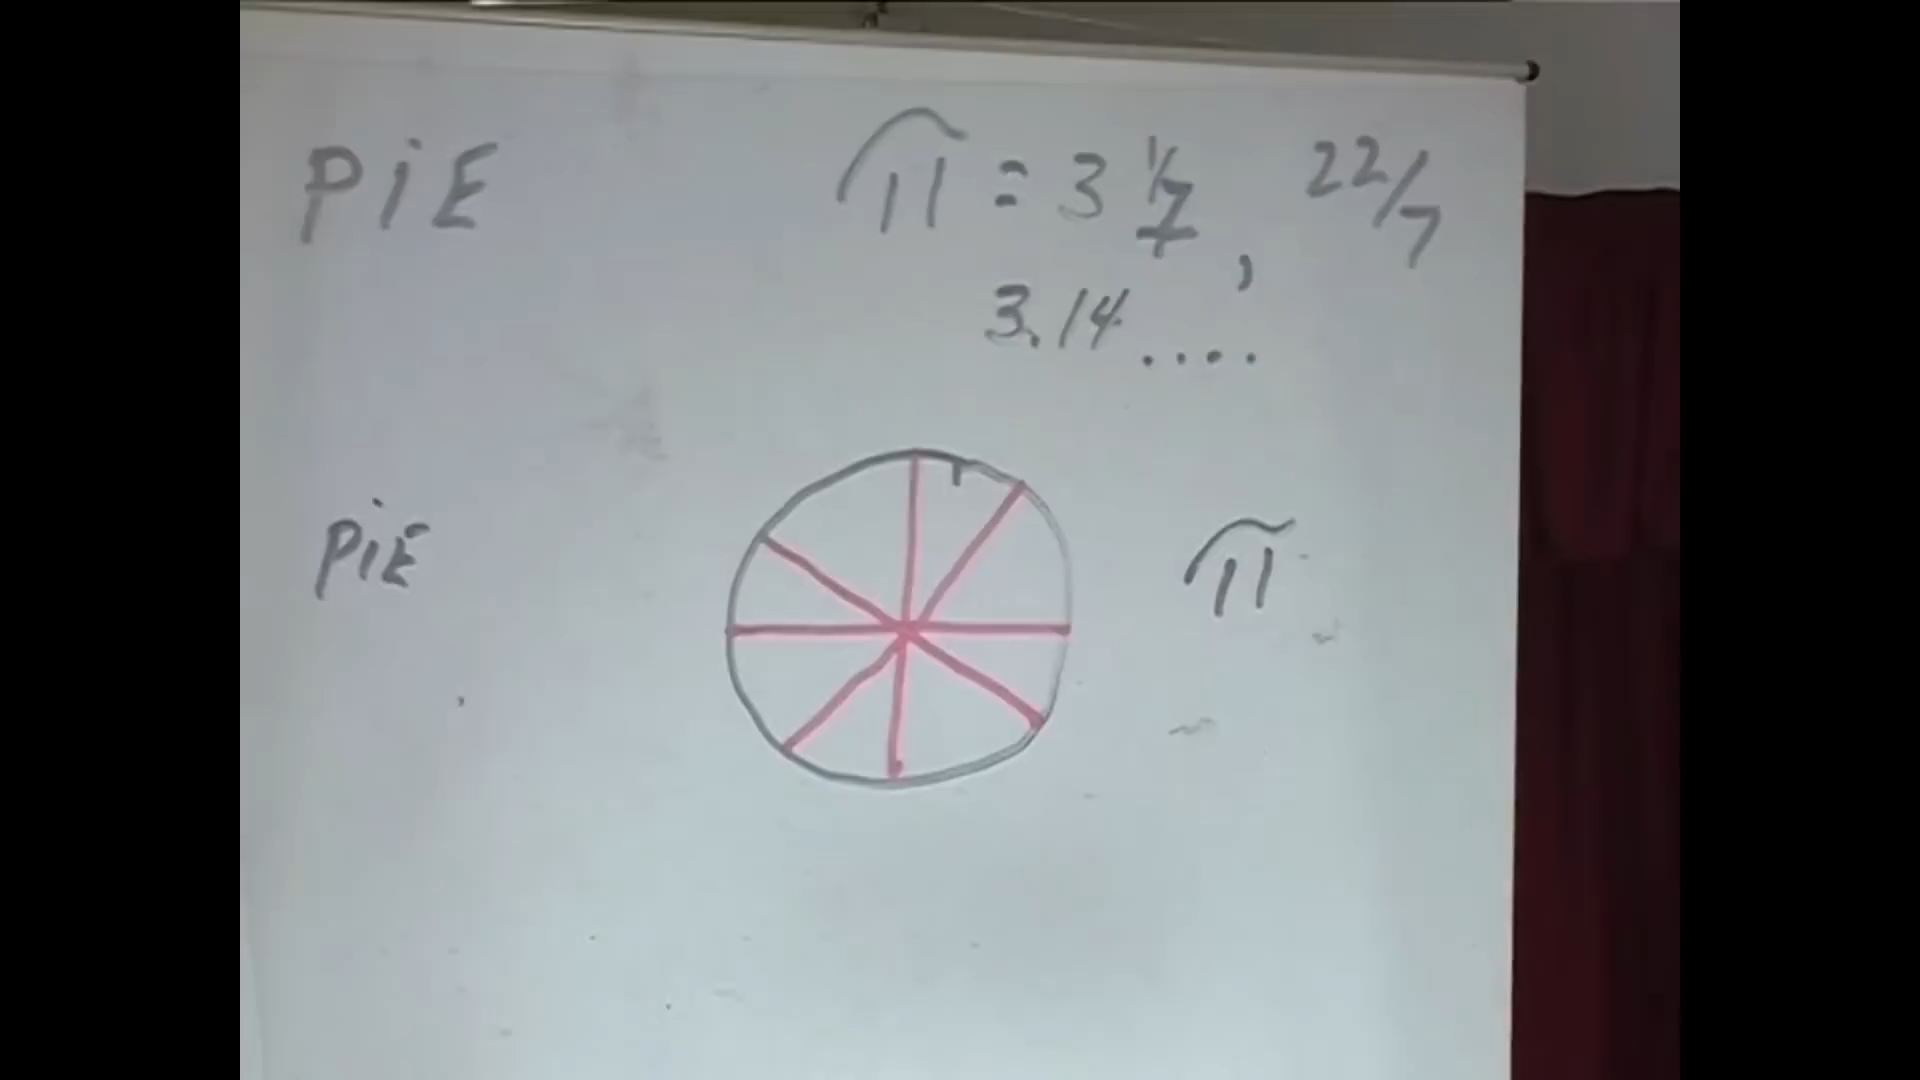 PiE π = 3 1/7, 22/7
3.14....
PiE π